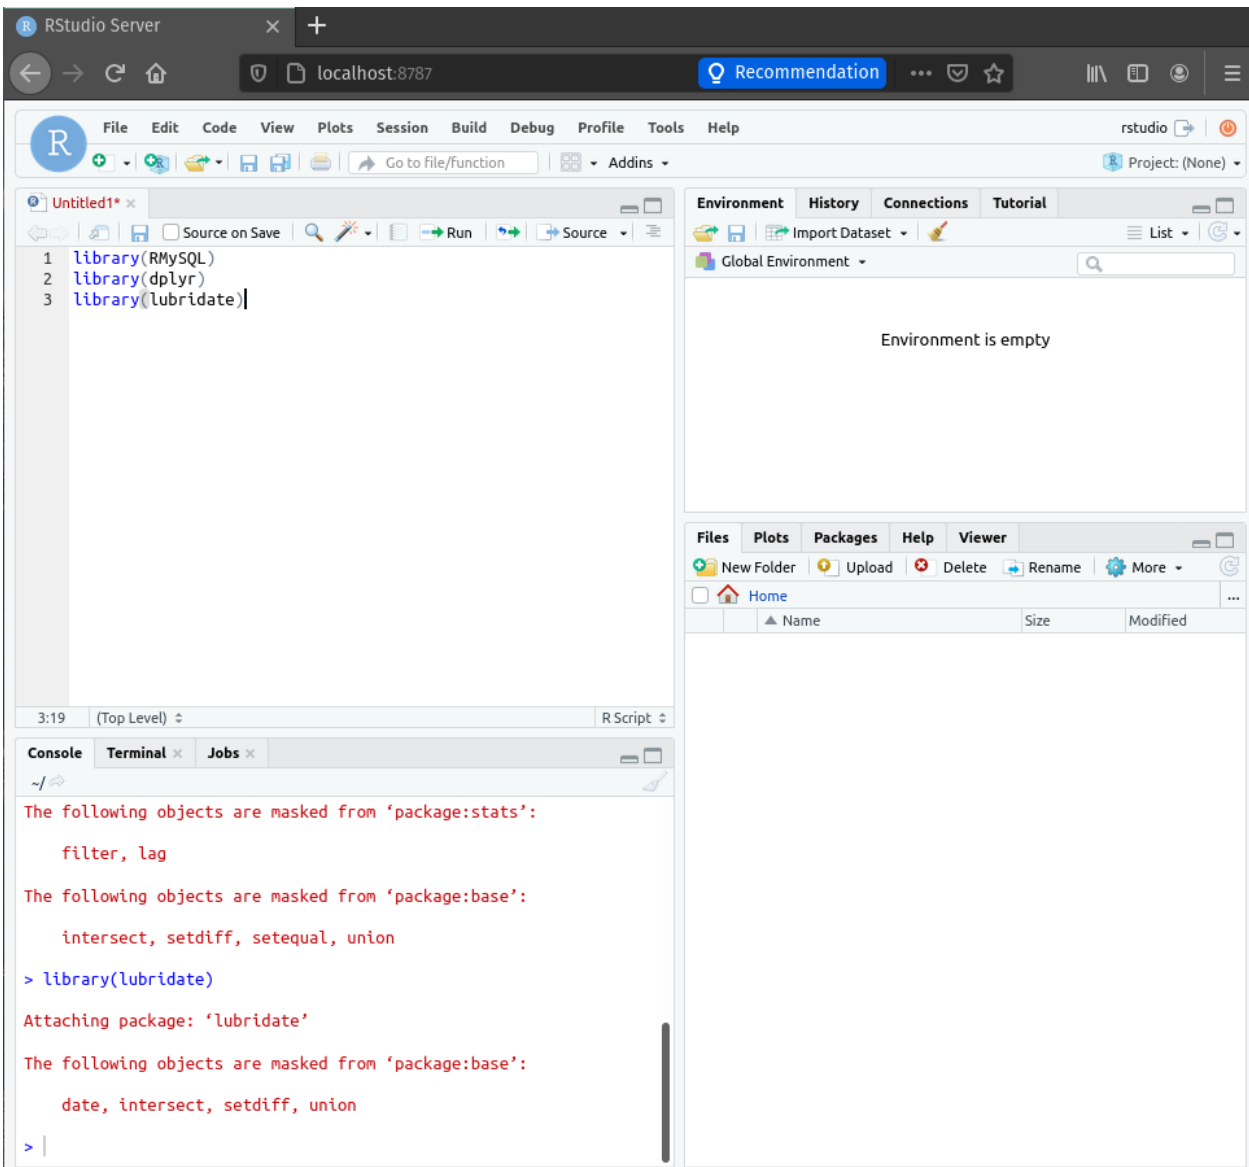 R RStudio Server
localhost:8787 Recommendation
R File Edit Code View Plots Session Build Debug Profile Tools Help rstudio
Go to file/function Addins Project: (None)
Untitled1*
Source on Save Run Source
1 library(RMySQL)
2 library(dplyr)
3 library(lubridate)
3:19 (Top Level) R Script
Console Terminal Jobs
~/
The following objects are masked from ‘package:stats’:
filter, lag
The following objects are masked from ‘package:base’:
intersect, setdiff, setequal, union
> library(lubridate)
Attaching package: ‘lubridate’
The following objects are masked from ‘package:base’:
date, intersect, setdiff, union
>
Environment History Connections Tutorial
Import Dataset List
Global Environment
Environment is empty
Files Plots Packages Help Viewer
New Folder Upload Delete Rename More
Home ...
Name Size Modified